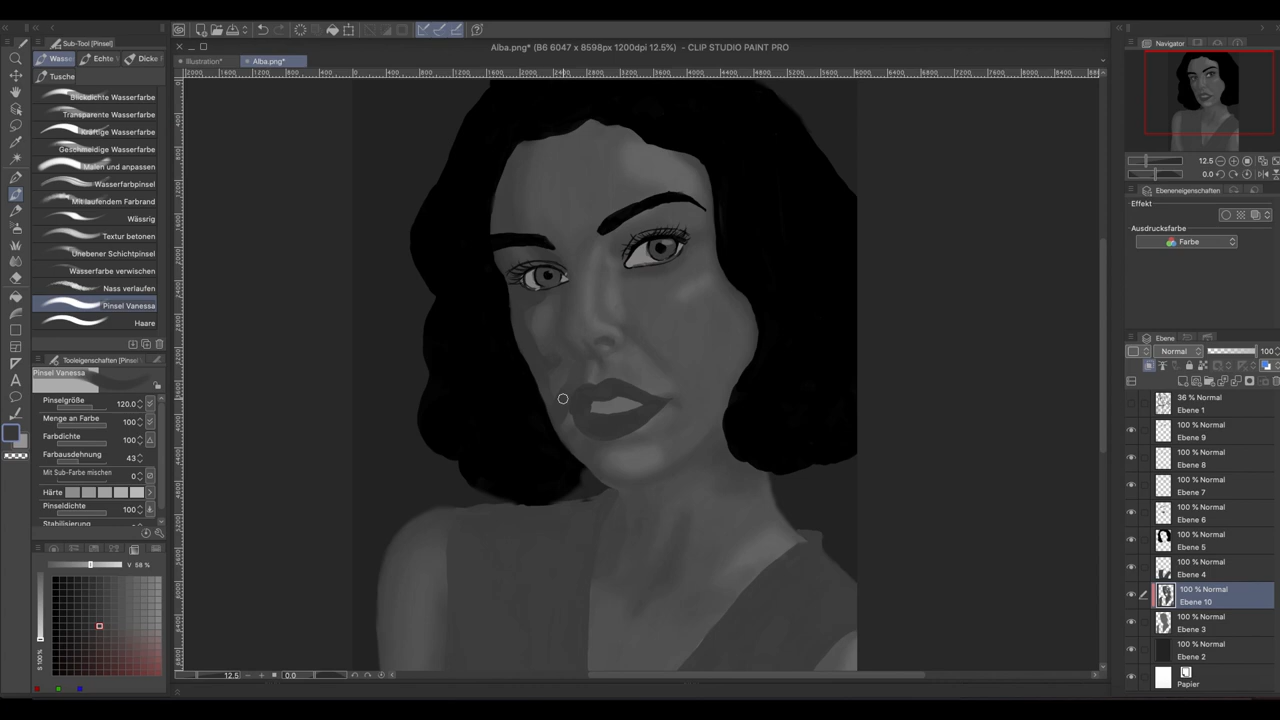 Alba.png* (B6 6047 x 8598px 1200dpi 12.5%) - CLIP STUDIO PAINT PRO
Sub-Tool [Pinsel]
Wasse
Echte
Dicke
Tusche
Blickdichte Wasserfarbe
Transparente Wasserfarbe
Kräftige Wasserfarbe
Geschmeidige Wasserfarbe
Malen und anpassen
Wasserfarbpinsel
Mit laufendem Farbrand
Wässrig
Textur betonen
Unebener Schichtpinsel
Wasserfarbe verwischen
Nass verlaufen
Pinsel Vanessa
Haare
Tooleigenschaften [Pinsel
Pinsel Vanessa
Pinselgröße 120.0
Menge an Farbe 100
Farbdichte 100
Farbausdehnung 43
Mit Sub-Farbe mischen 0
Härte
Pinseldichte 100
Stabilisierung
V 58 %
S 100 %
Illustration*
Alba.png*
12.5
0.0
Navigator
12.5
0.0
Ebeneneigenschaften
Effekt
Ausdrucksfarbe
Farbe
Ebene
Normal
100
36 % Normal
Ebene 1
100 % Normal
Ebene 9
100 % Normal
Ebene 8
100 % Normal
Ebene 7
100 % Normal
Ebene 6
100 % Normal
Ebene 5
100 % Normal
Ebene 4
100 % Normal
Ebene 10
100 % Normal
Ebene 3
100 % Normal
Ebene 2
Papier